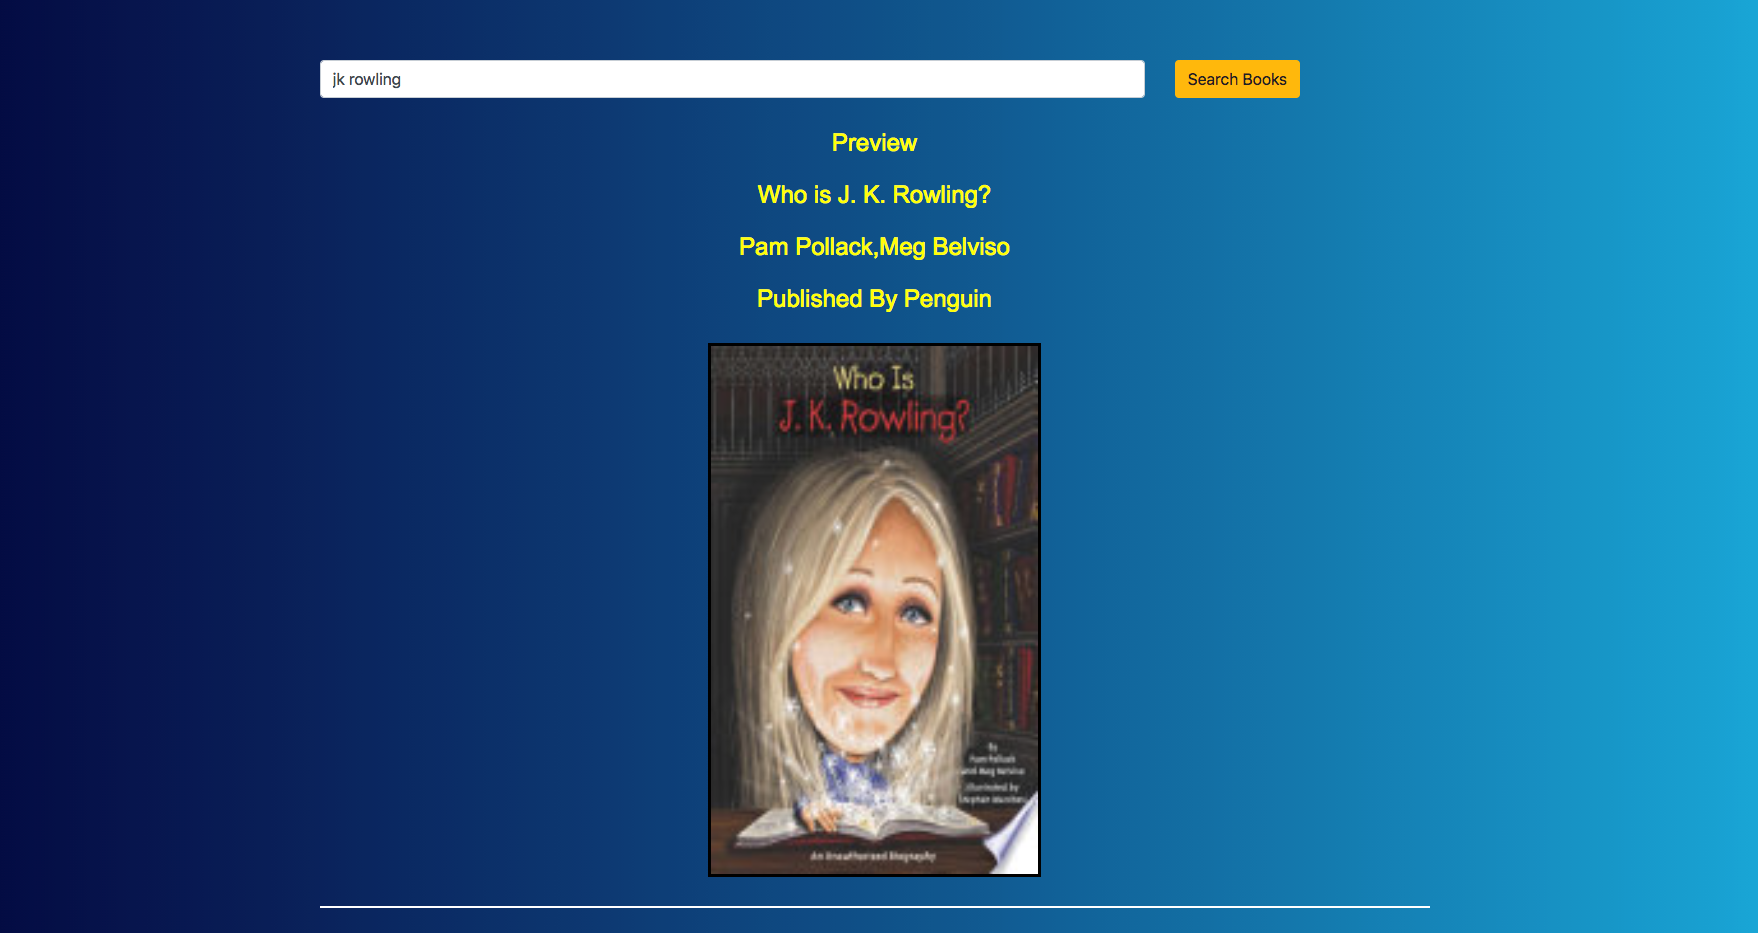 jk rowling
Search Books
Preview
Who is J. K. Rowling?
Pam Pollack,Meg Belviso
Published By Penguin
Who Is
J. K. Rowling?
By
Pam Pollack
and Meg Belviso
illustrated by
Stephen
An Unauthorized Biography